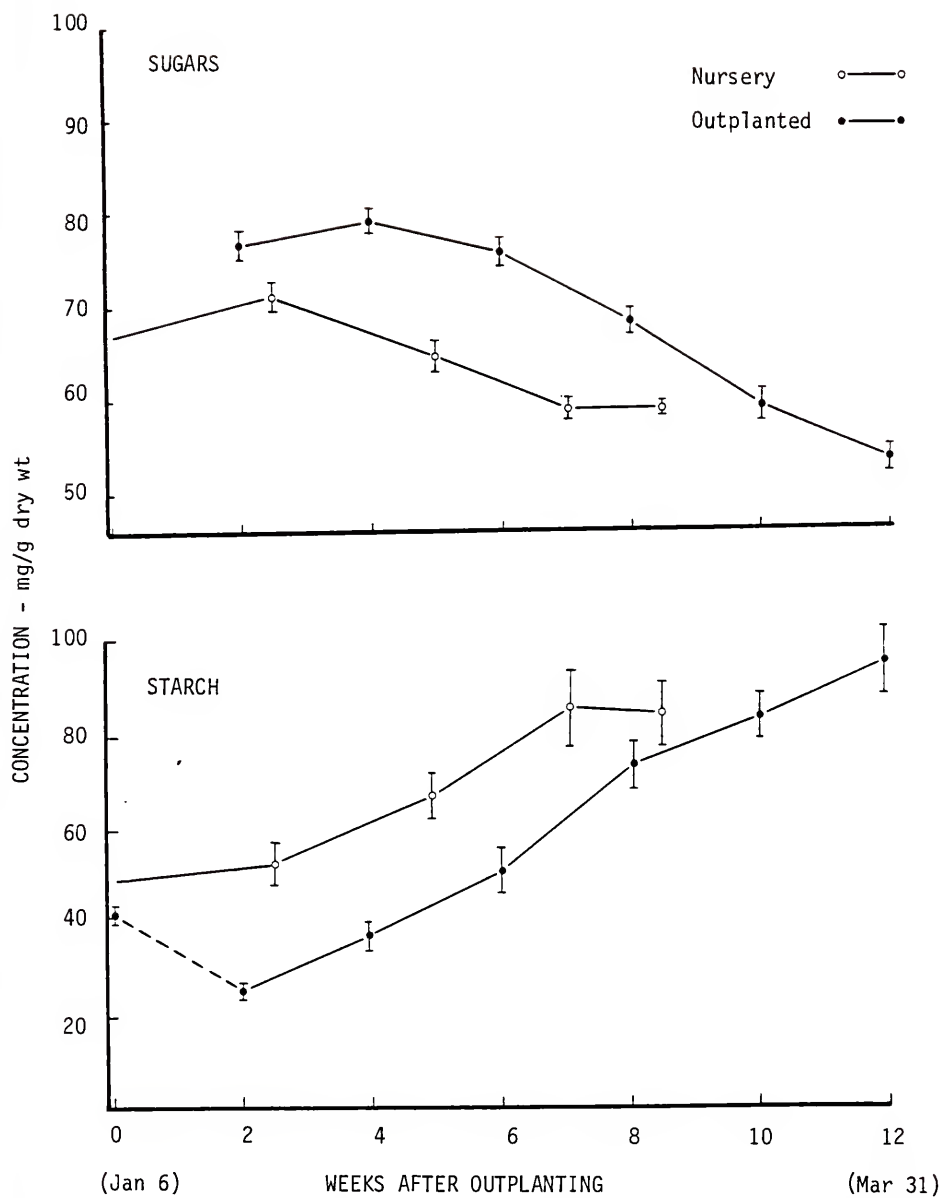 100
SUGARS
Nursery
90
Outplanted
80
70
60
50
CONCENTRATION - mg/g dry wt
100
STARCH
80
60
40
20
0 2 4 6 8 10 12
(Jan 6) WEEKS AFTER OUTPLANTING (Mar 31)